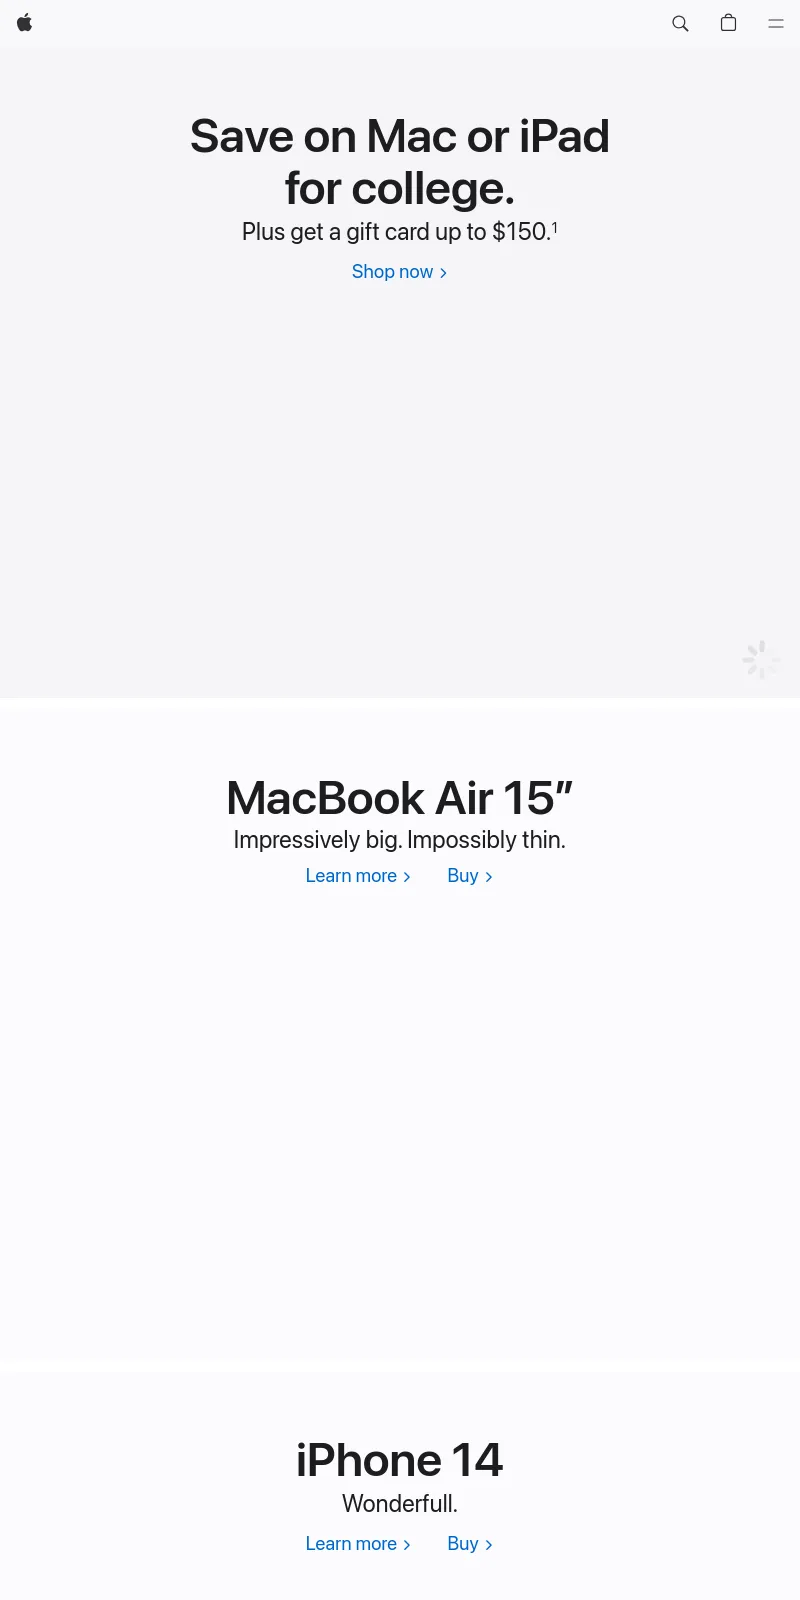 Save on Mac or iPad
for college.
Plus get a gift card up to $150.¹
Shop now
MacBook Air 15”
Impressively big. Impossibly thin.
Learn more
Buy
iPhone 14
Wonderfull.
Learn more
Buy